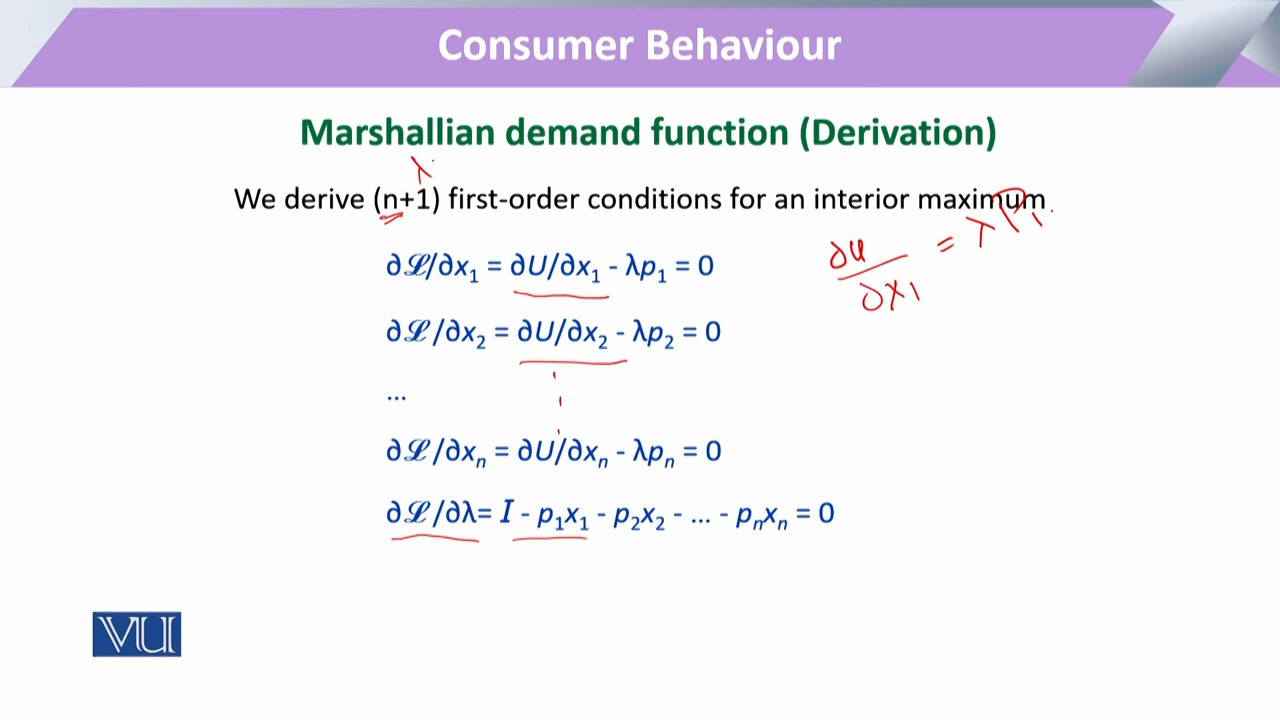 Consumer Behaviour
Marshallian demand function (Derivation)
λ
We derive (n+1) first-order conditions for an interior maximum
∂U/∂x1 = λP1
∂ℒ/∂x₁ = ∂U/∂x₁ - λp₁ = 0
∂ℒ/∂x₂ = ∂U/∂x₂ - λp₂ = 0
...
∂ℒ/∂xₙ = ∂U/∂xₙ - λpₙ = 0
∂ℒ/∂λ= I - p₁x₁ - p₂x₂ - ... - pₙxₙ = 0
VU